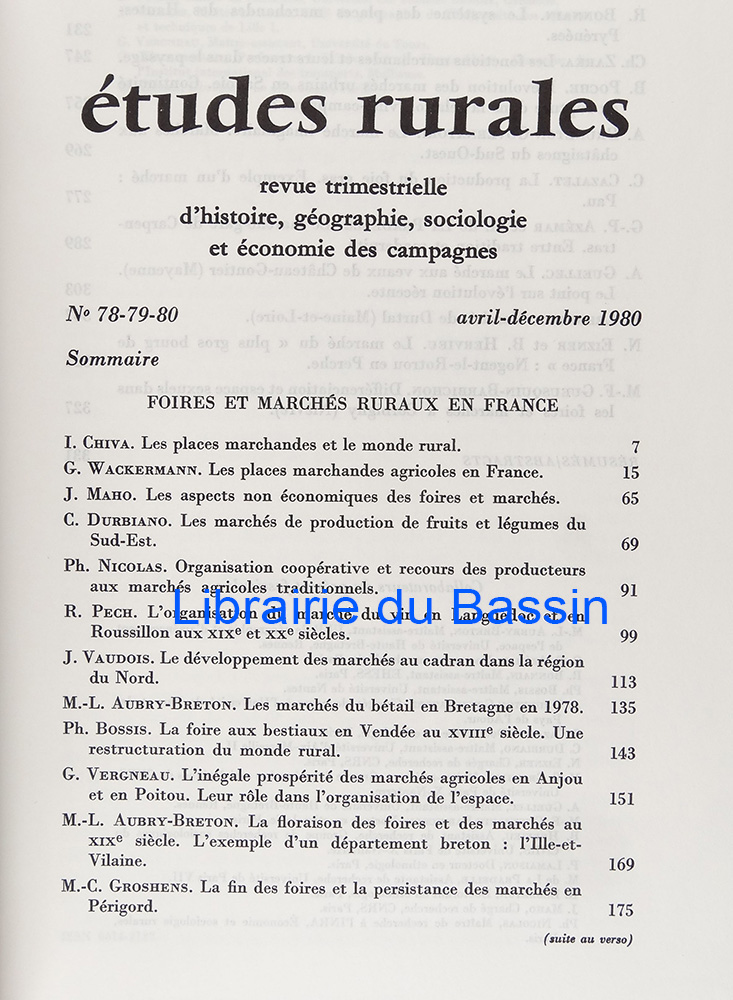 études rurales
revue trimestrielle
d'histoire, géographie, sociologie
et économie des campagnes
Nº 78-79-80 avril-décembre 1980
Sommaire
FOIRES ET MARCHÉS RURAUX EN FRANCE
I. CHIVA. Les places marchandes et le monde rural. 7
G. WACKERMANN. Les places marchandes agricoles en France. 15
J. MAHO. Les aspects non économiques des foires et marchés. 65
C. DURBIANO. Les marchés de production de fruits et légumes du
Sud-Est. 69
Ph. NICOLAS. Organisation coopérative et recours des producteurs
aux marchés agricoles traditionnels. 91
Librairie du Bassin
R. PECH. L'organisation du marché du vin en Languedoc et en
Roussillon aux XIXe et XXe siècles. 99
J. VAUDOIS. Le développement des marchés au cadran dans la région
du Nord. 113
M.-L. AUBRY-BRETON. Les marchés du bétail en Bretagne en 1978. 135
Ph. BOSSIS. La foire aux bestiaux en Vendée au XVIIIe siècle. Une
restructuration du monde rural. 143
G. VERGNEAU. L'inégale prospérité des marchés agricoles en Anjou
et en Poitou. Leur rôle dans l'organisation de l'espace. 151
M.-L. AUBRY-BRETON. La floraison des foires et des marchés au
XIXe siècle. L'exemple d'un département breton : l'Ille-et-
Vilaine. 169
M.-C. GROSHENS. La fin des foires et la persistance des marchés en
Périgord. 175
(suite au verso)